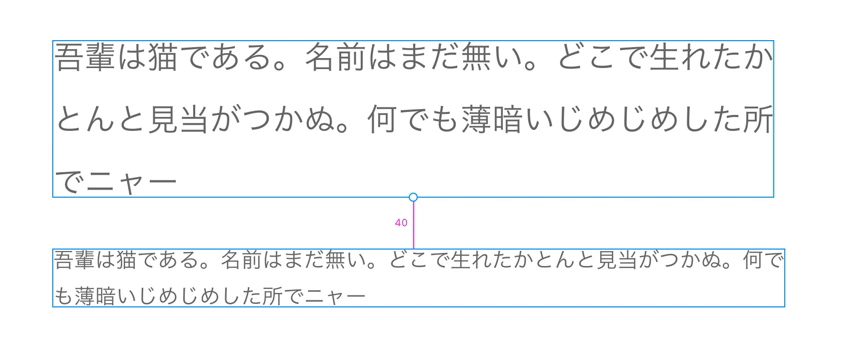 吾輩は猫である。名前はまだ無い。どこで生れたか
とんと見当がつかぬ。何でも薄暗いじめじめした所
でニャー
40
吾輩は猫である。名前はまだ無い。どこで生れたかとんと見当がつかぬ。何で
も薄暗いじめじめした所でニャー